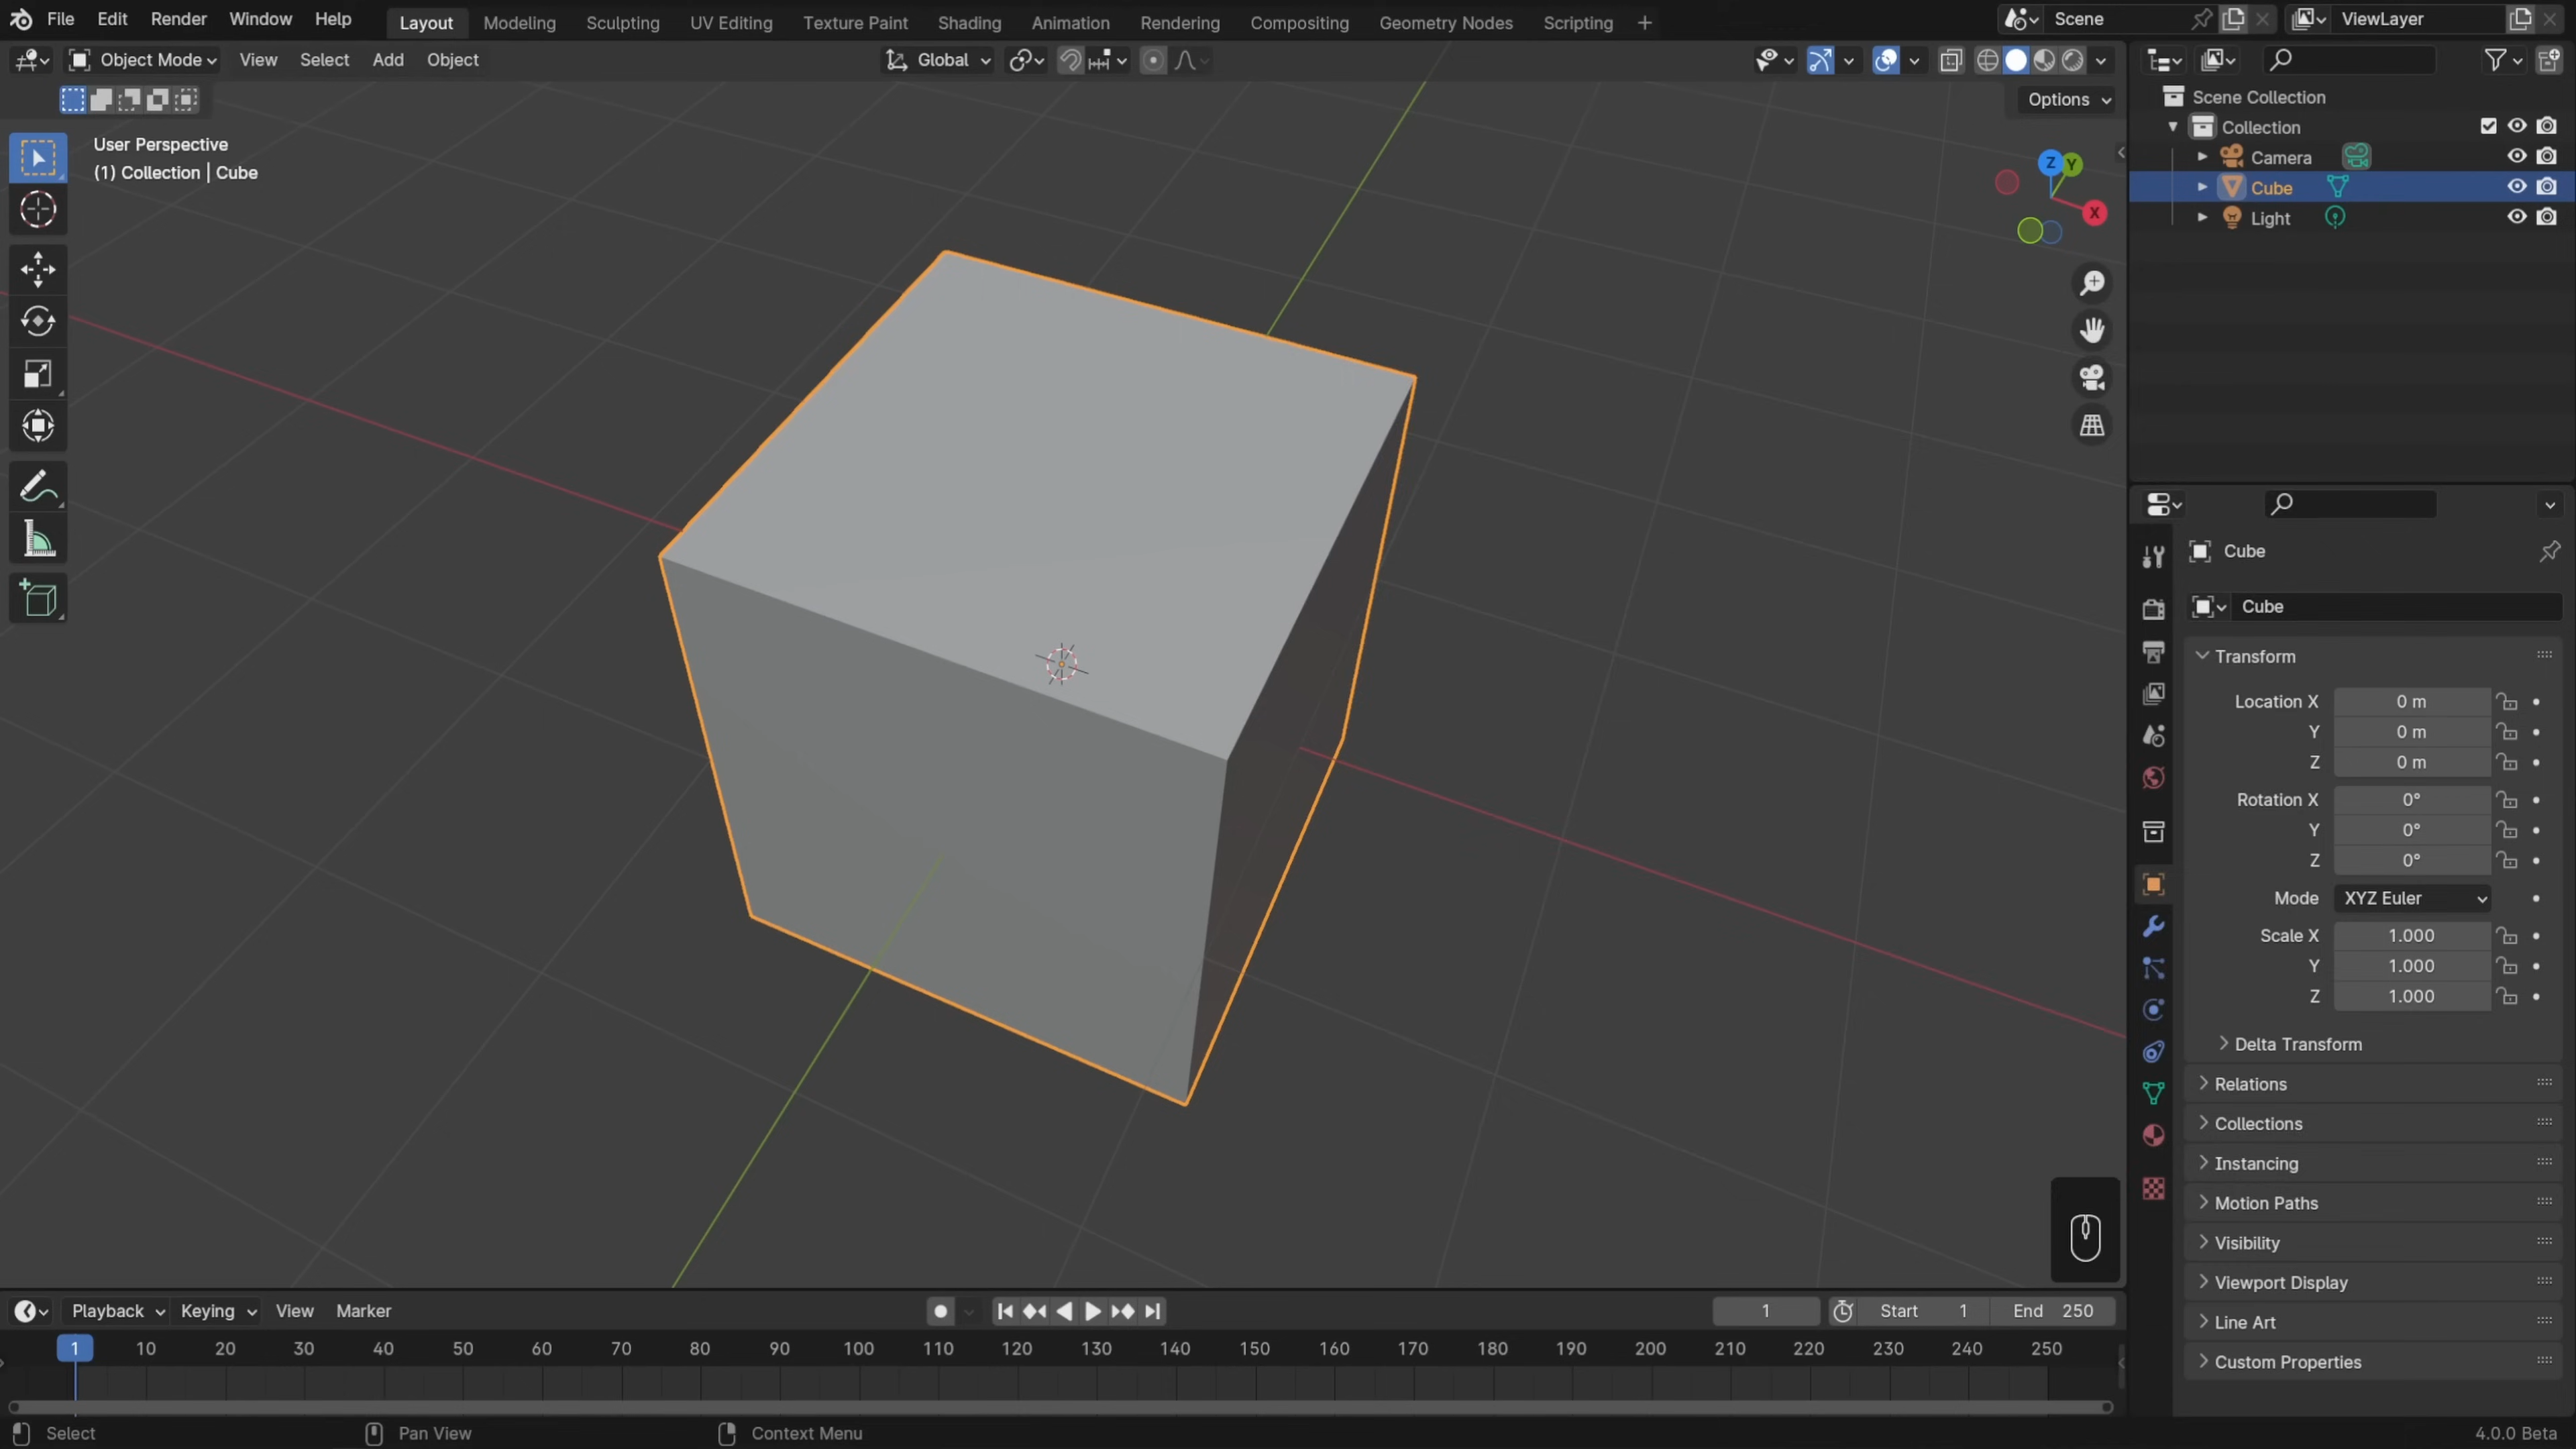 File Edit Render Window Help Layout Modeling Sculpting UV Editing Texture Paint Shading Animation Rendering Compositing Geometry Nodes Scripting + Scene ViewLayer
Object Mode View Select Add Object Global
Options
User Perspective
(1) Collection | Cube
Z Y
X
Scene Collection
Collection
Camera
Cube
Light
Cube
Cube
Transform
Location X 0 m
Y 0 m
Z 0 m
Rotation X 0°
Y 0°
Z 0°
Mode XYZ Euler
Scale X 1.000
Y 1.000
Z 1.000
Delta Transform
Relations
Collections
Instancing
Motion Paths
Visibility
Viewport Display
Line Art
Custom Properties
Playback Keying View Marker 1 Start 1 End 250
1 10 20 30 40 50 60 70 80 90 100 110 120 130 140 150 160 170 180 190 200 210 220 230 240 250
Select Pan View Context Menu 4.0.0 Beta